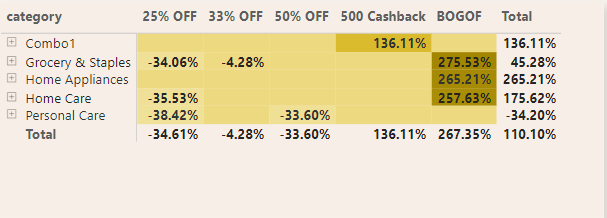 category 25% OFF 33% OFF 50% OFF 500 Cashback BOGOF Total
Combo1 136.11% 136.11%
Grocery & Staples -34.06% -4.28% 275.53% 45.28%
Home Appliances 265.21% 265.21%
Home Care -35.53% 257.63% 175.62%
Personal Care -38.42% -33.60% -34.20%
Total -34.61% -4.28% -33.60% 136.11% 267.35% 110.10%